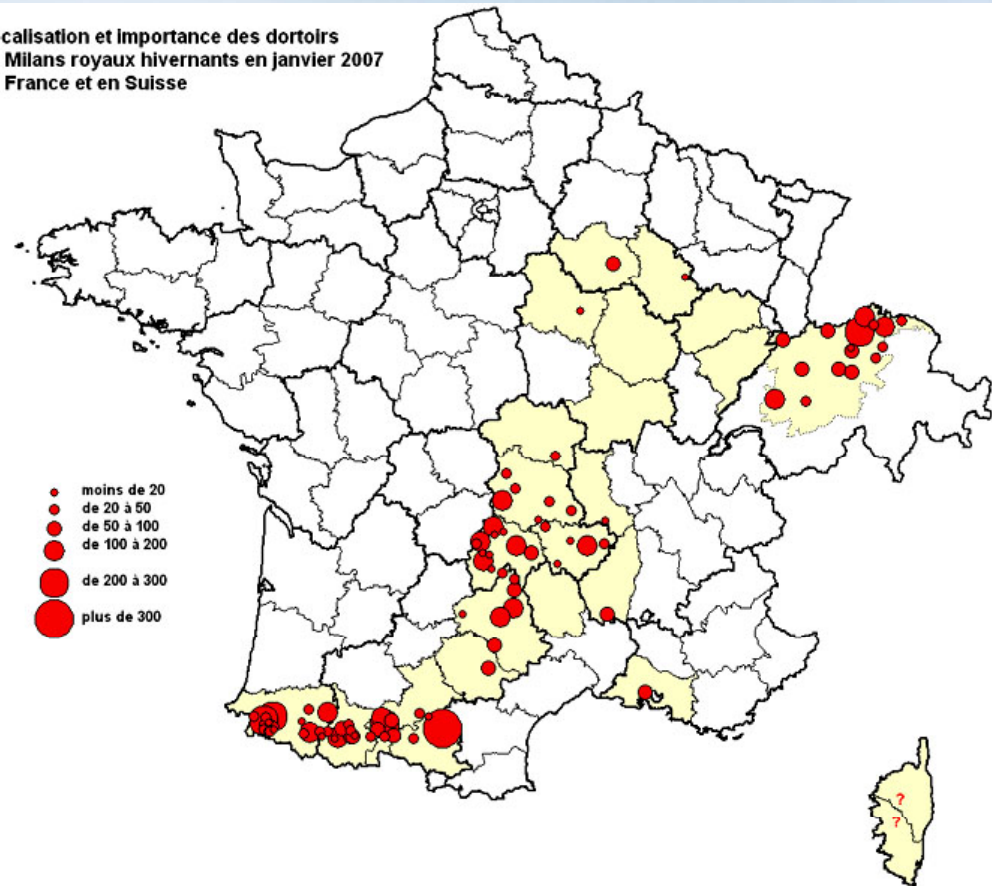 calisation et importance des dortoirs
Milans royaux hivernants en janvier 2007
France et en Suisse
moins de 20
de 20 à 50
de 50 à 100
de 100 à 200
de 200 à 300
plus de 300
?
?